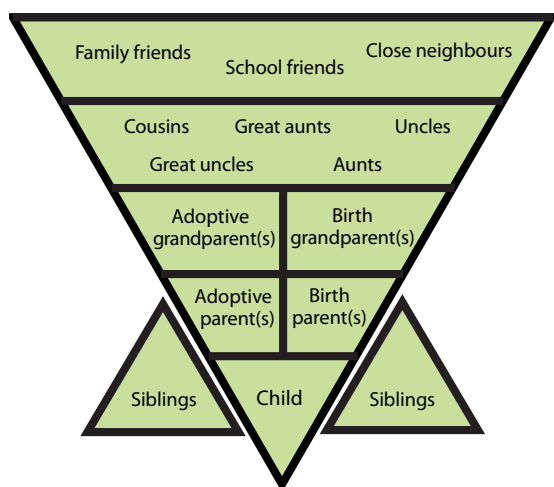 Family friends
School friends
Close neighbours
Cousins
Great aunts
Uncles
Great uncles
Aunts
Adoptive
grandparent(s)
Birth
grandparent(s)
Adoptive
parent(s)
Birth
parent(s)
Siblings
Child
Siblings